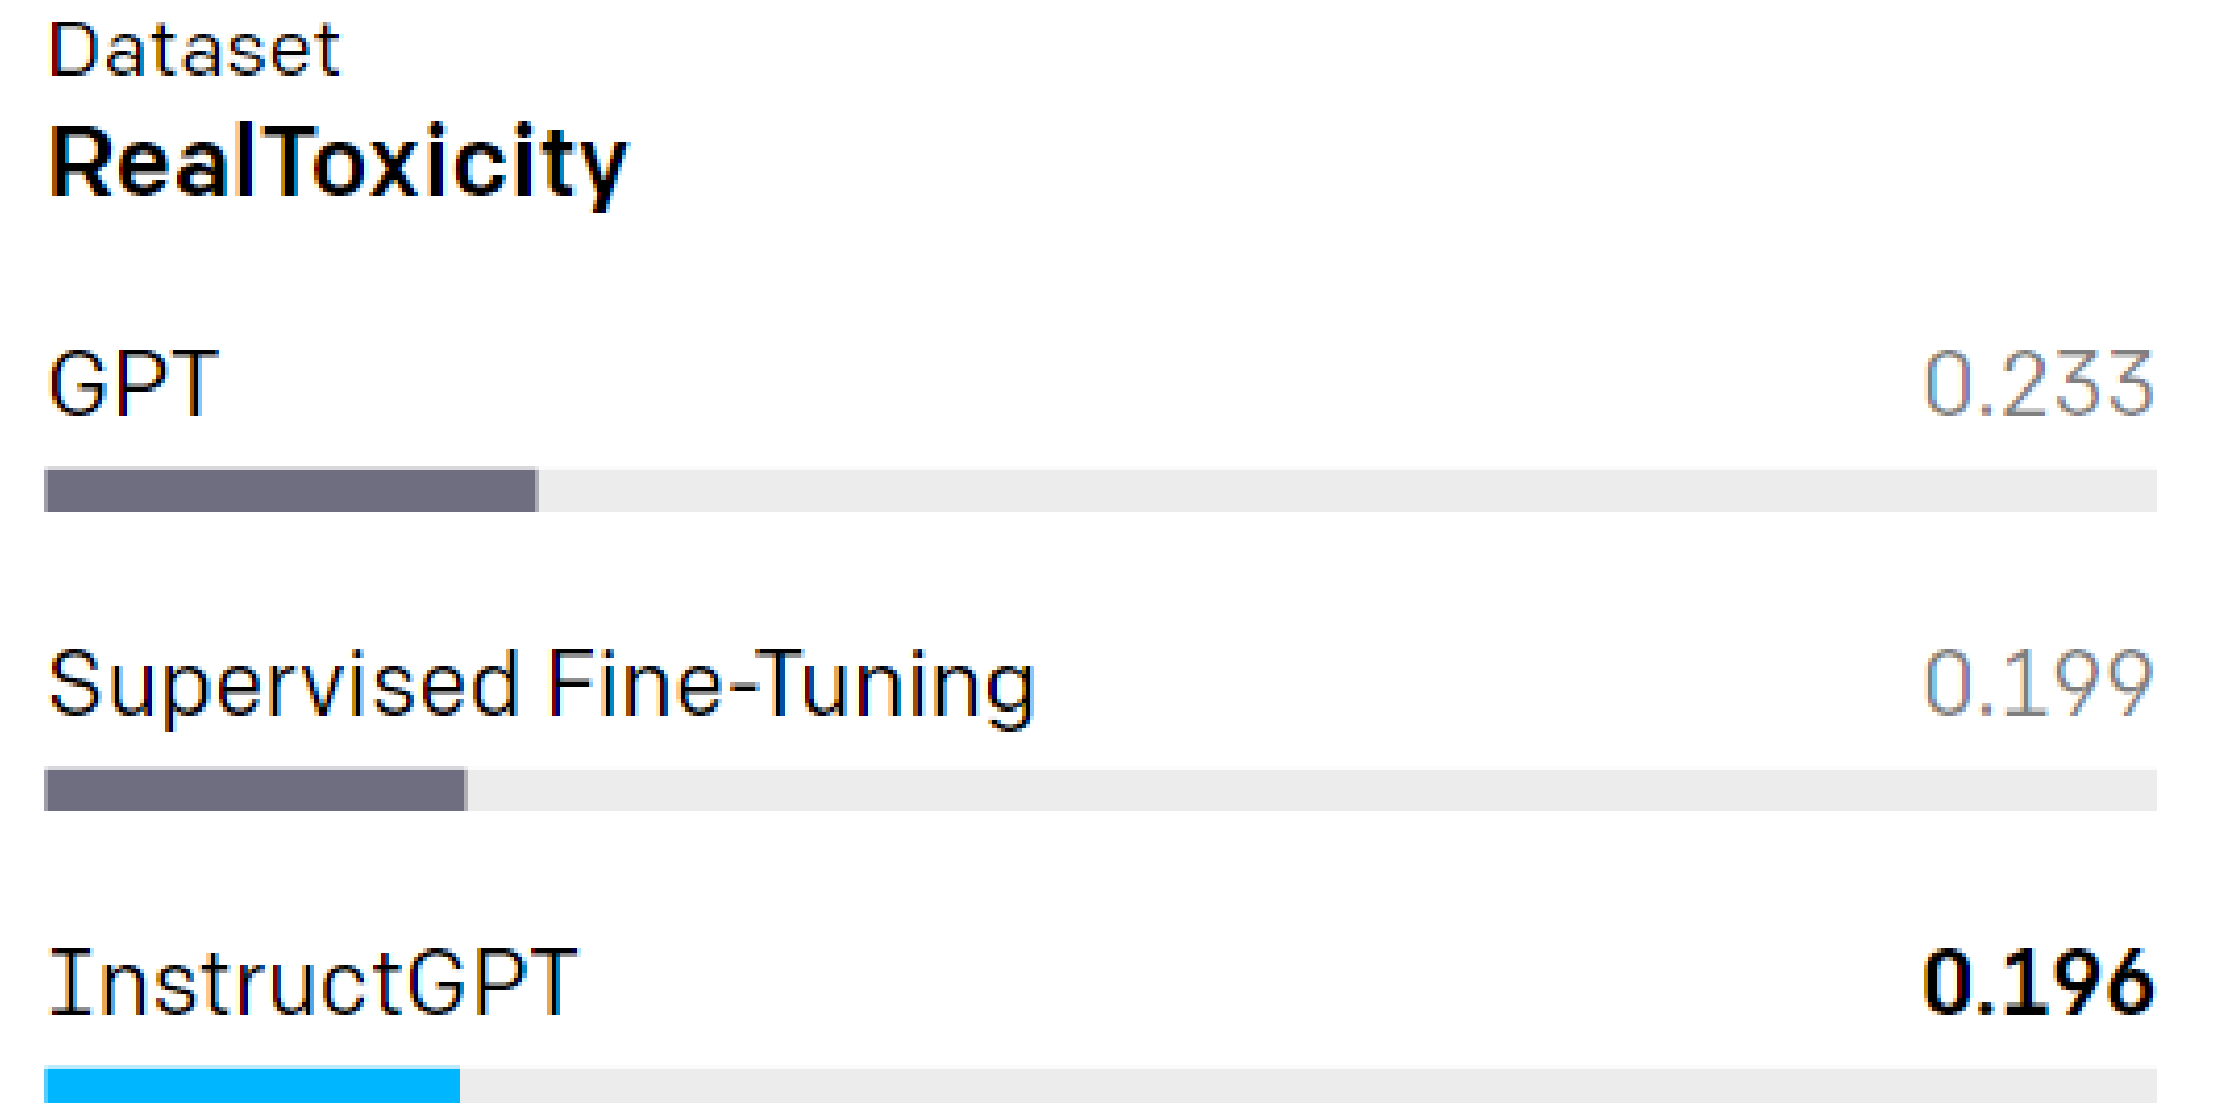 Dataset
RealToxicity
GPT 0.233
Supervised Fine-Tuning 0.199
InstructGPT 0.196